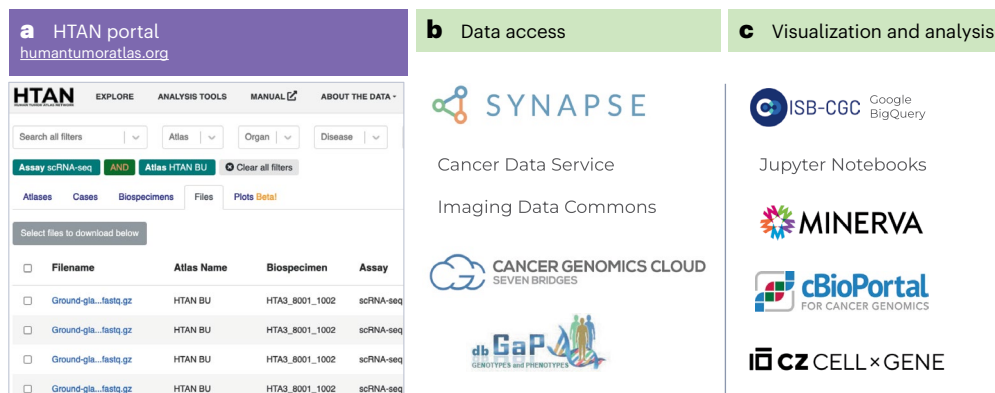 a HTAN portal
humantumoratlas.org
HTAN
HUMAN TUMOR ATLAS NETWORK
EXPLORE ANALYSIS TOOLS MANUAL ABOUT THE DATA
Search all filters Atlas Organ Disease
Assay scRNA-seq AND Atlas HTAN BU Clear all filters
Atlases Cases Biospecimens Files Plots Beta!
Select files to download below
Filename Atlas Name Biospecimen Assay
Ground-gla...fastq.gz HTAN BU HTA3_8001_1002 scRNA-seq
Ground-gla...fastq.gz HTAN BU HTA3_8001_1002 scRNA-seq
Ground-gla...fastq.gz HTAN BU HTA3_8001_1002 scRNA-seq
Ground-gla...fastq.gz HTAN BU HTA3_8001_1002 scRNA-seq
b Data access
SYNAPSE
Cancer Data Service
Imaging Data Commons
CANCER GENOMICS CLOUD
SEVEN BRIDGES
db GaP
GENOTYPES and PHENOTYPES
c Visualization and analysis
ISB-CGC Google
BigQuery
Jupyter Notebooks
MINERVA
cBioPortal
FOR CANCER GENOMICS
CZ CELL×GENE